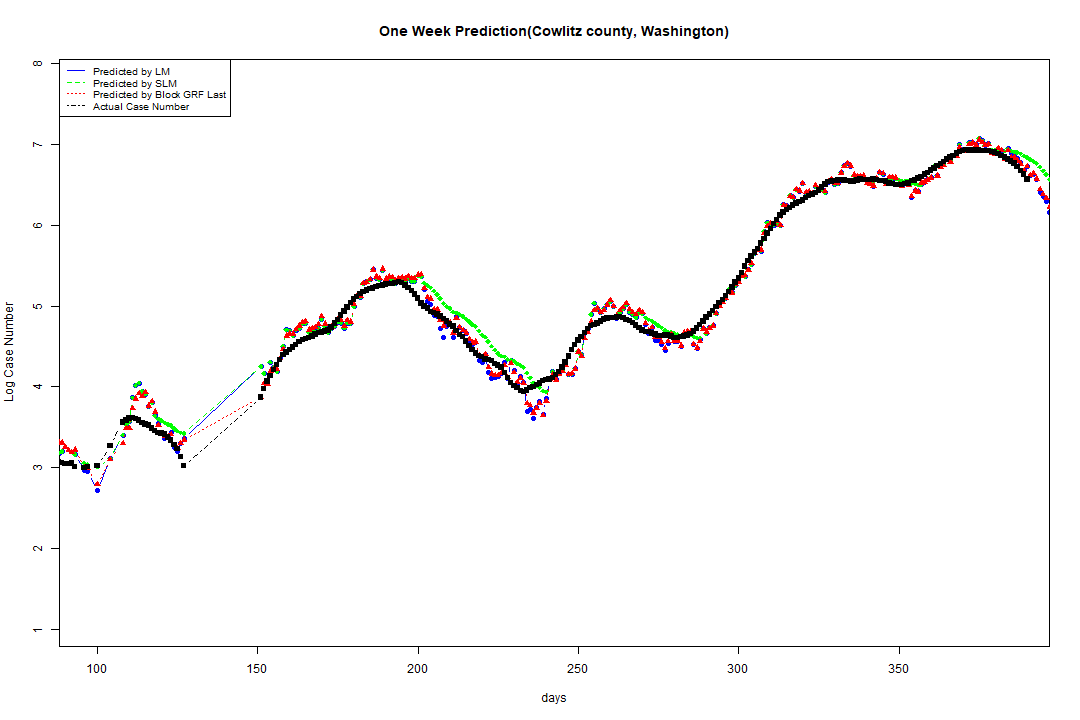 One Week Prediction(Cowlitz county, Washington)
Predicted by LM
Predicted by SLM
Predicted by Block GRF Last
Actual Case Number
8
7
6
5
4
3
2
1
Log Case Number
100 150 200 250 300 350
days